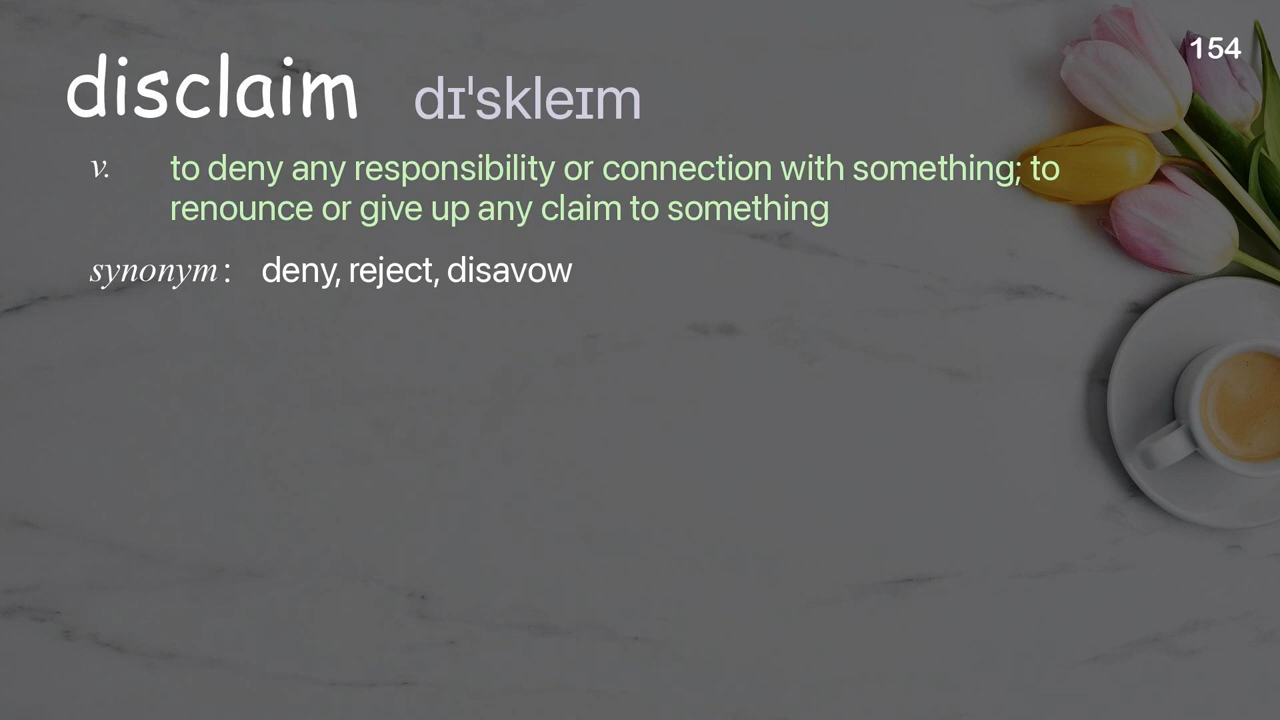 154
disclaim dɪˈskleɪm
v. to deny any responsibility or connection with something; to
renounce or give up any claim to something
synonym : deny, reject, disavow